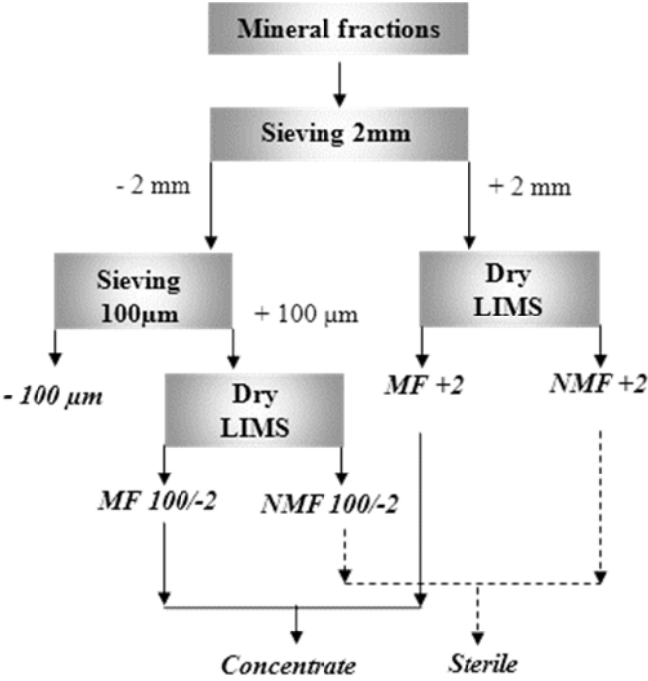 Mineral fractions
Sieving 2mm
- 2 mm
+ 2 mm
Sieving
100µm
+ 100 µm
Dry
LIMS
- 100 µm
Dry
LIMS
MF +2
NMF +2
MF 100/-2
NMF 100/-2
Concentrate
Sterile